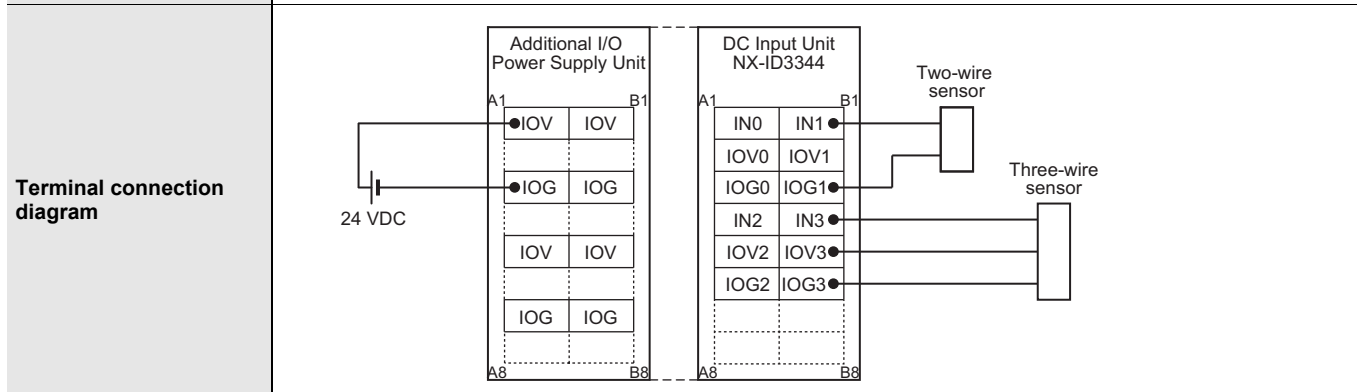 Terminal connection
diagram
Additional I/O
Power Supply Unit
A1 B1
IOV IOV
IOG IOG
IOV IOV
IOG IOG
A8 B8
24 VDC
DC Input Unit
NX-ID3344
A1 B1
IN0 IN1
IOV0 IOV1
IOG0 IOG1
IN2 IN3
IOV2 IOV3
IOG2 IOG3
A8 B8
Two-wire
sensor
Three-wire
sensor